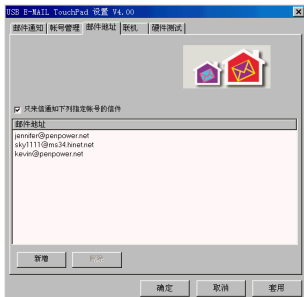 USB E-MAIL TouchPad 设置 V4.00
邮件通知 帐号管理 邮件地址 联机 硬件测试
只来信通知下列指定帐号的信件
邮件地址
jennifer@penpower.net
sky1111@ms34.hinet.net
kevin@penpower.net
新增
确定 取消 套用